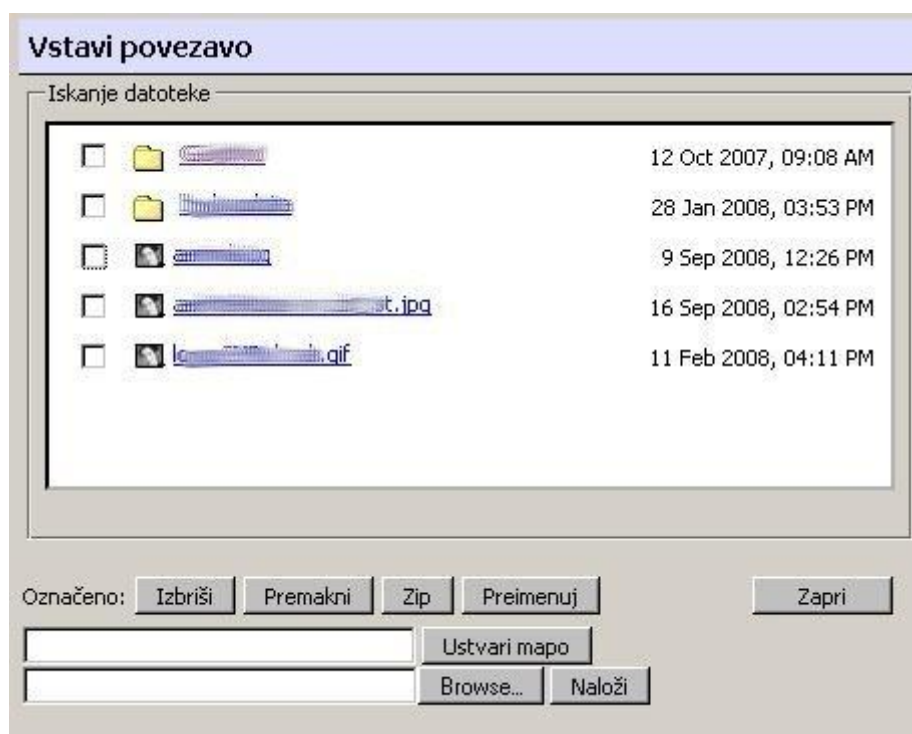 Vstavi povezavo
Iskanje datoteke
12 Oct 2007, 09:08 AM
28 Jan 2008, 03:53 PM
9 Sep 2008, 12:26 PM
st.jpg 16 Sep 2008, 02:54 PM
.gif 11 Feb 2008, 04:11 PM
Označeno: Izbriši Premakni Zip Preimenuj Zapri
Ustvari mapo
Browse... Naloži